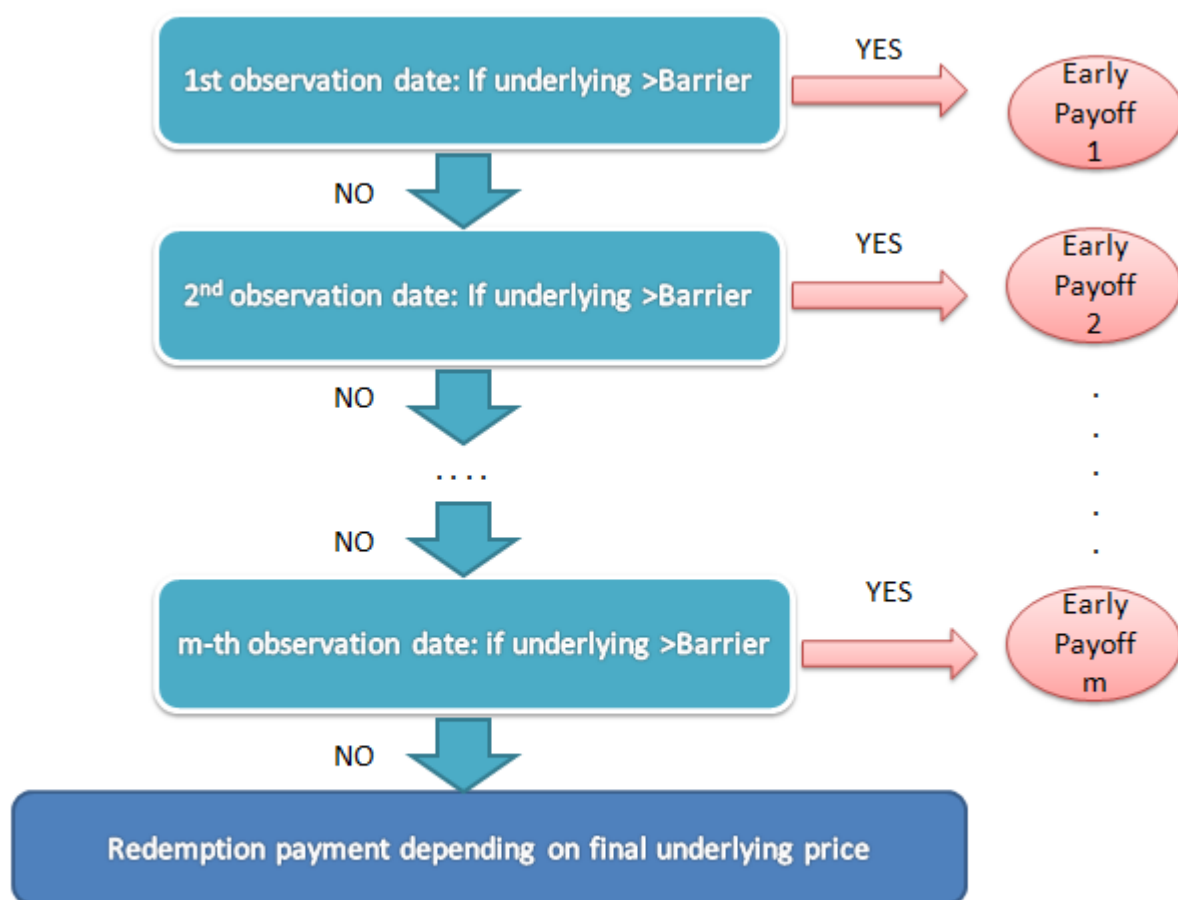 1st observation date: If underlying >Barrier
YES
Early
Payoff
1
NO
2nd observation date: If underlying >Barrier
YES
Early
Payoff
2
NO
. . . .
.
.
.
.
.
NO
m-th observation date: if underlying >Barrier
YES
Early
Payoff
m
NO
Redemption payment depending on final underlying price